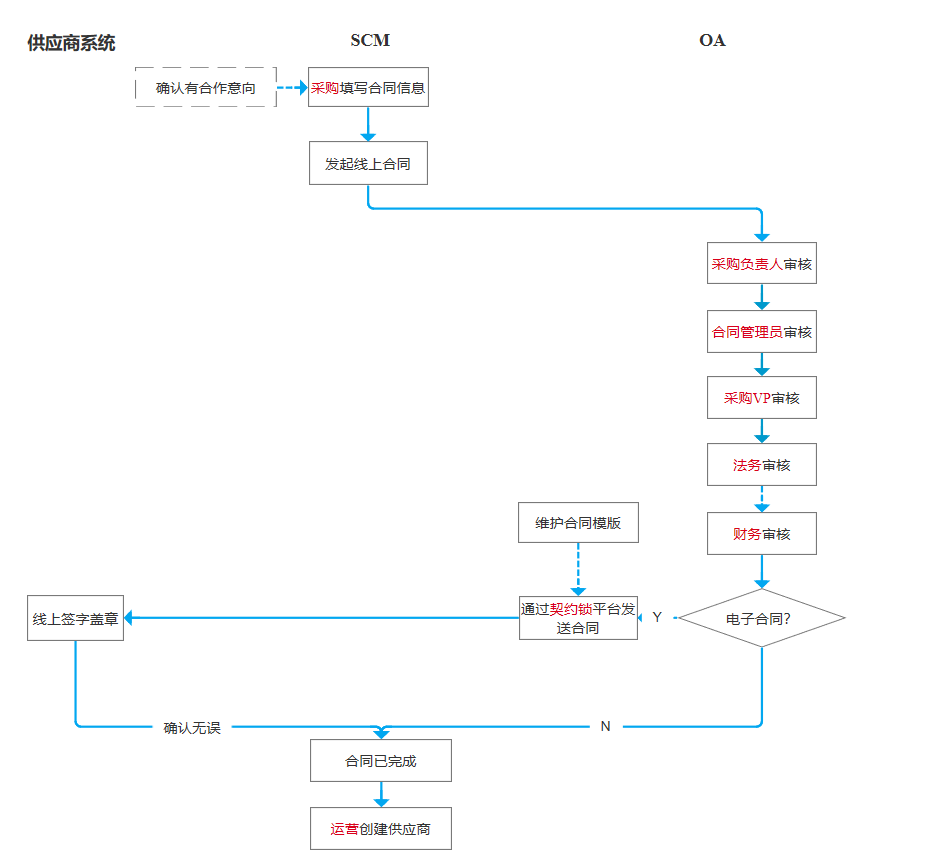 供应商系统
SCM
OA
确认有合作意向
采购填写合同信息
发起线上合同
采购负责人审核
合同管理员审核
采购VP审核
法务审核
维护合同模版
财务审核
线上签字盖章
通过契约锁平台发
送合同
Y
电子合同?
确认无误
N
合同已完成
运营创建供应商